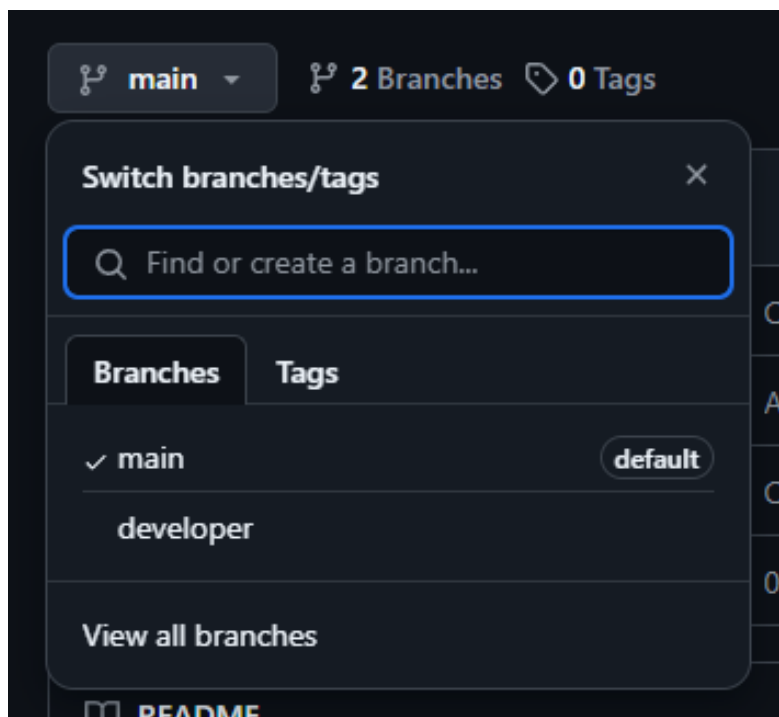 main 2 Branches 0 Tags
Switch branches/tags
Find or create a branch...
Branches Tags
main default
developer
View all branches
README